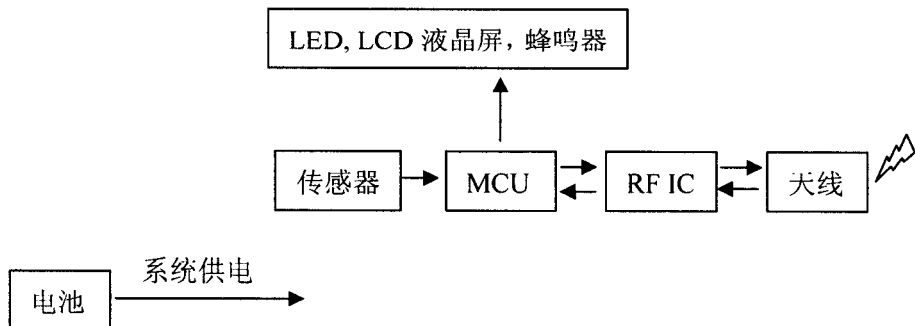 LED, LCD 液晶屏，蜂鸣器
传感器
MCU
RF IC
天线
系统供电
电池